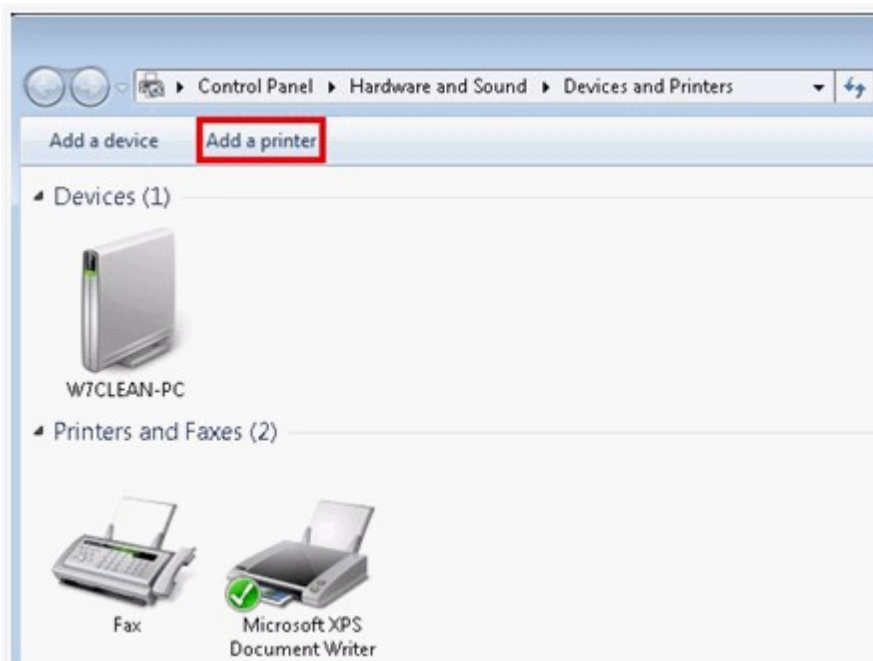 Control Panel ▸ Hardware and Sound ▸ Devices and Printers
Add a device Add a printer
Devices (1)
W7CLEAN-PC
Printers and Faxes (2)
Fax Microsoft XPS
Document Writer